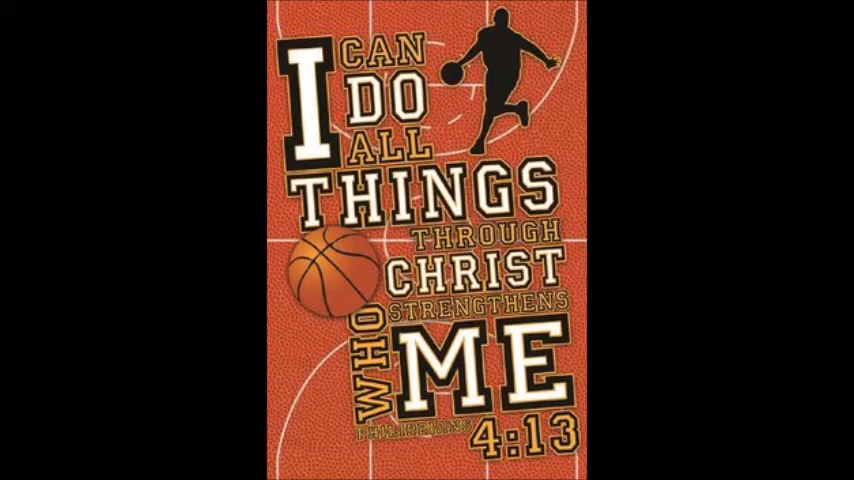 I CAN
DO
ALL
THINGS
THROUGH
CHRIST
WHO STRENGTHENS
ME
PHILIPPIANS 4:13